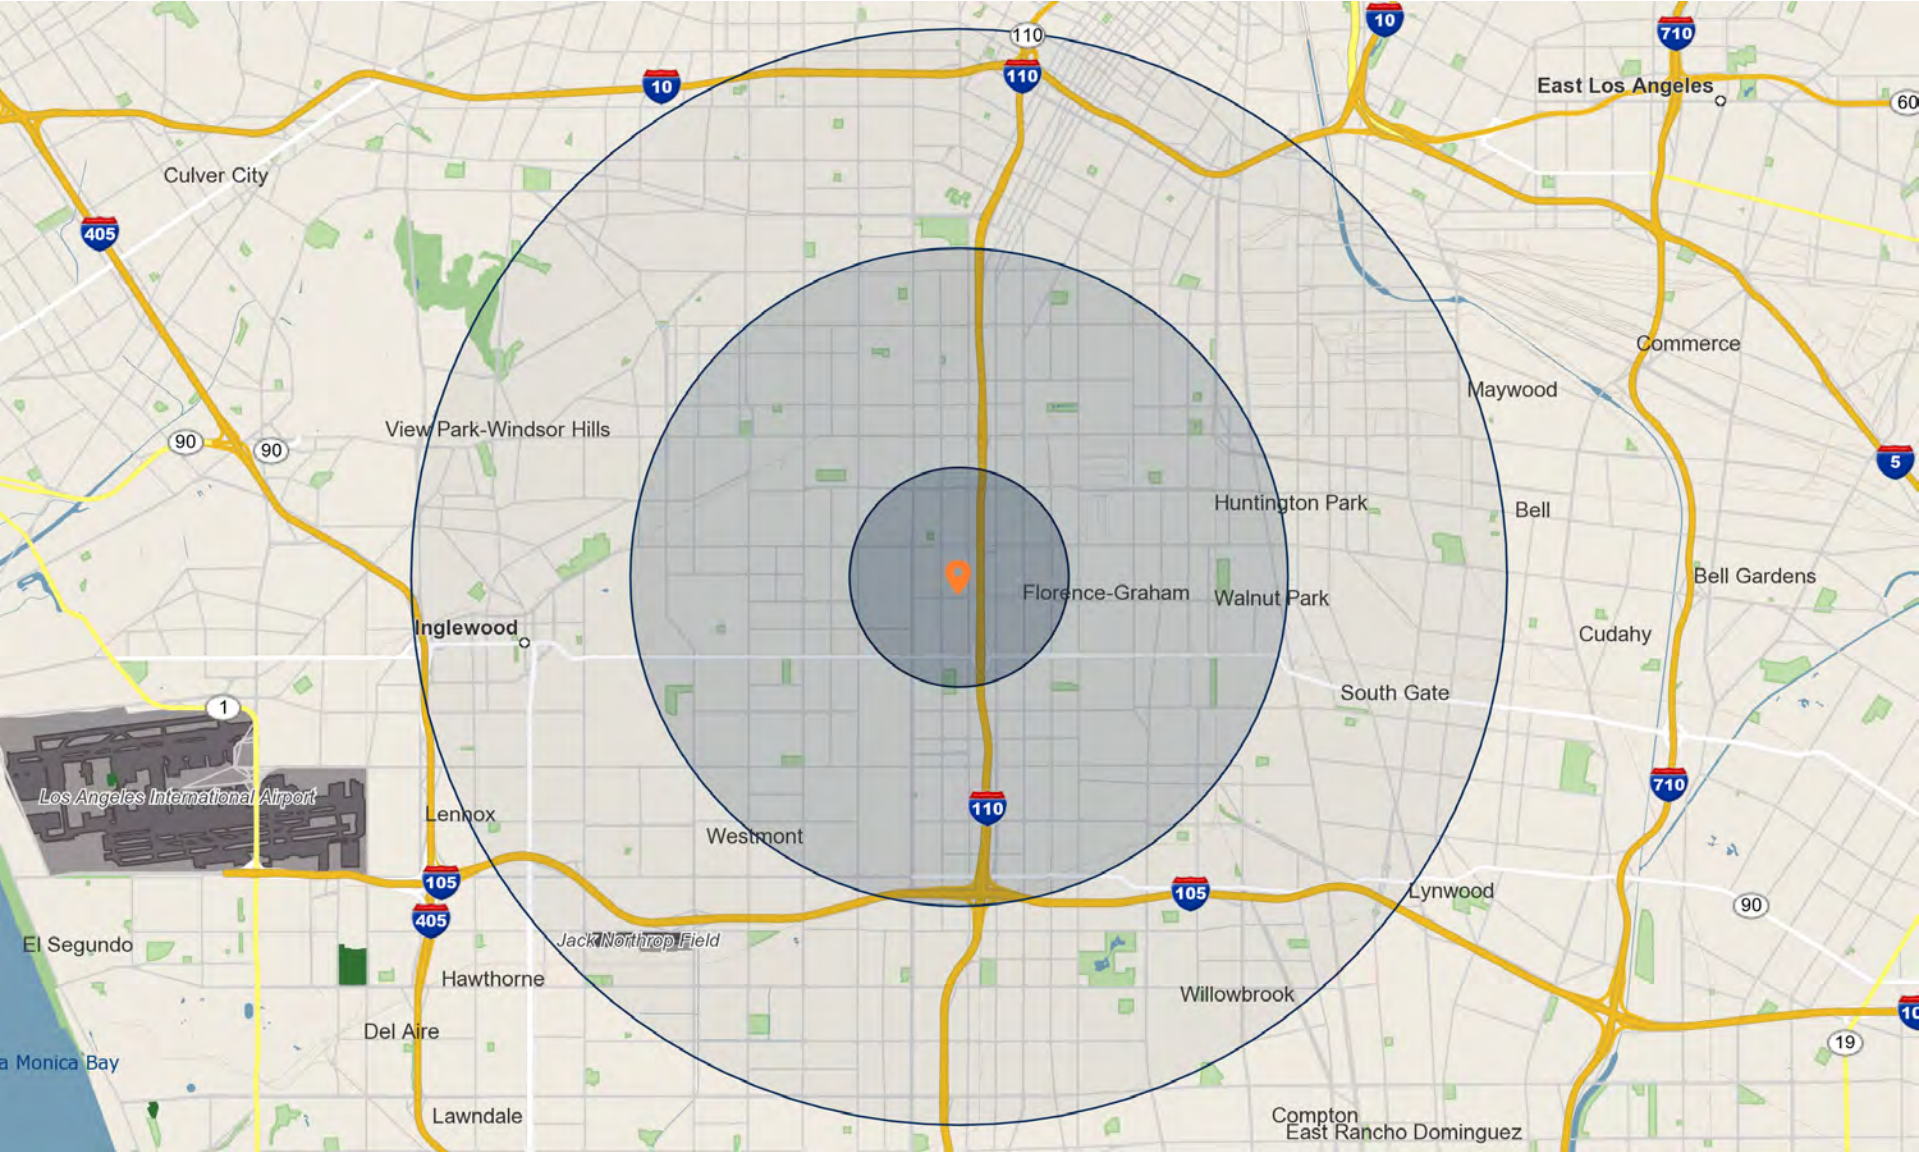 110
10
710
10
110
East Los Angeles
60
Culver City
405
Commerce
Maywood
View Park-Windsor Hills
90
90
5
Huntington Park
Bell
Bell Gardens
Florence-Graham
Walnut Park
Inglewood
Cudahy
South Gate
1
Los Angeles International Airport
710
110
Lennox
Westmont
105
105
Lynwood
90
405
El Segundo
Jack Northrop Field
Hawthorne
Willowbrook
10
Del Aire
19
a Monica Bay
Lawndale
Compton
East Rancho Dominguez